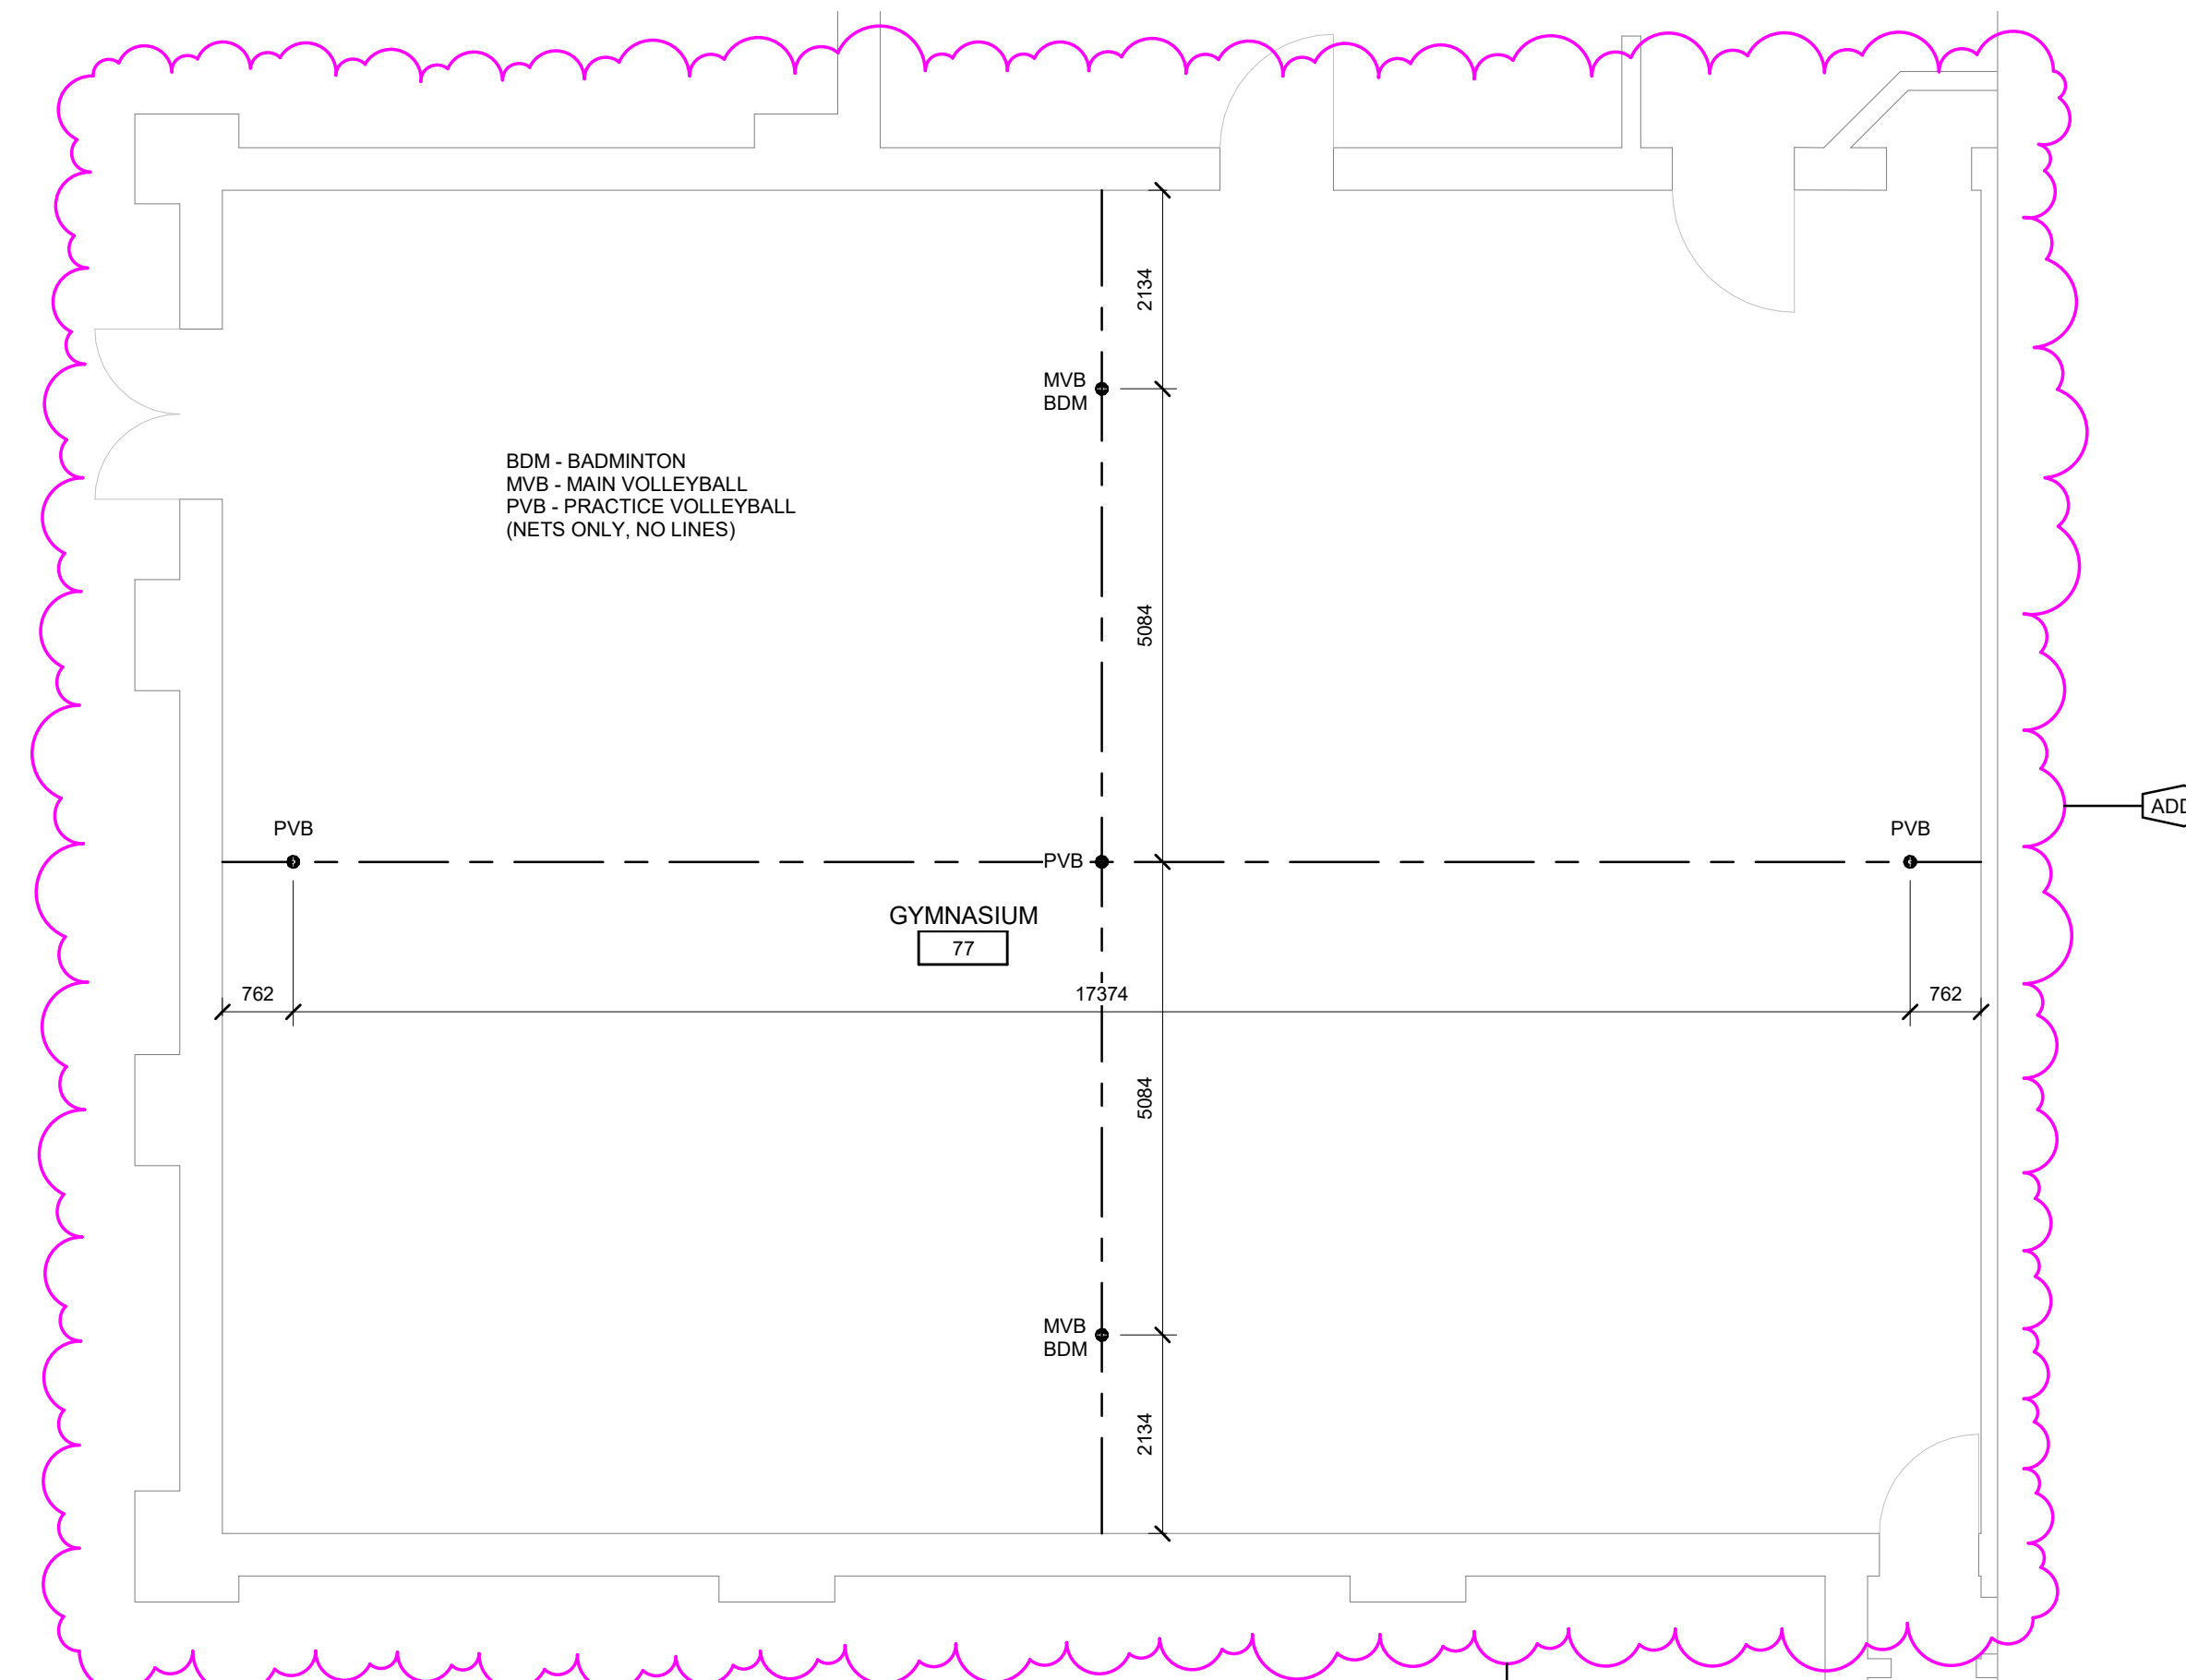 2134
MVB
BDM
BDM - BADMINTON
MVB - MAIN VOLLEYBALL
PVB - PRACTICE VOLLEYBALL
(NETS ONLY, NO LINES)
5084
PVB
PVB
PVB
ADD
GYMNASIUM
77
762
17374
762
5084
MVB
BDM
2134